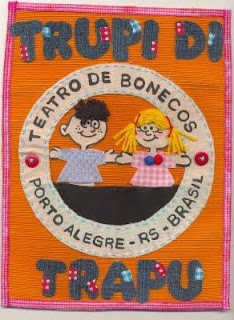 TRUPI DI
TEATRO DE BONECOS
PORTO ALEGRE - RS - BRASIL
TRAPU